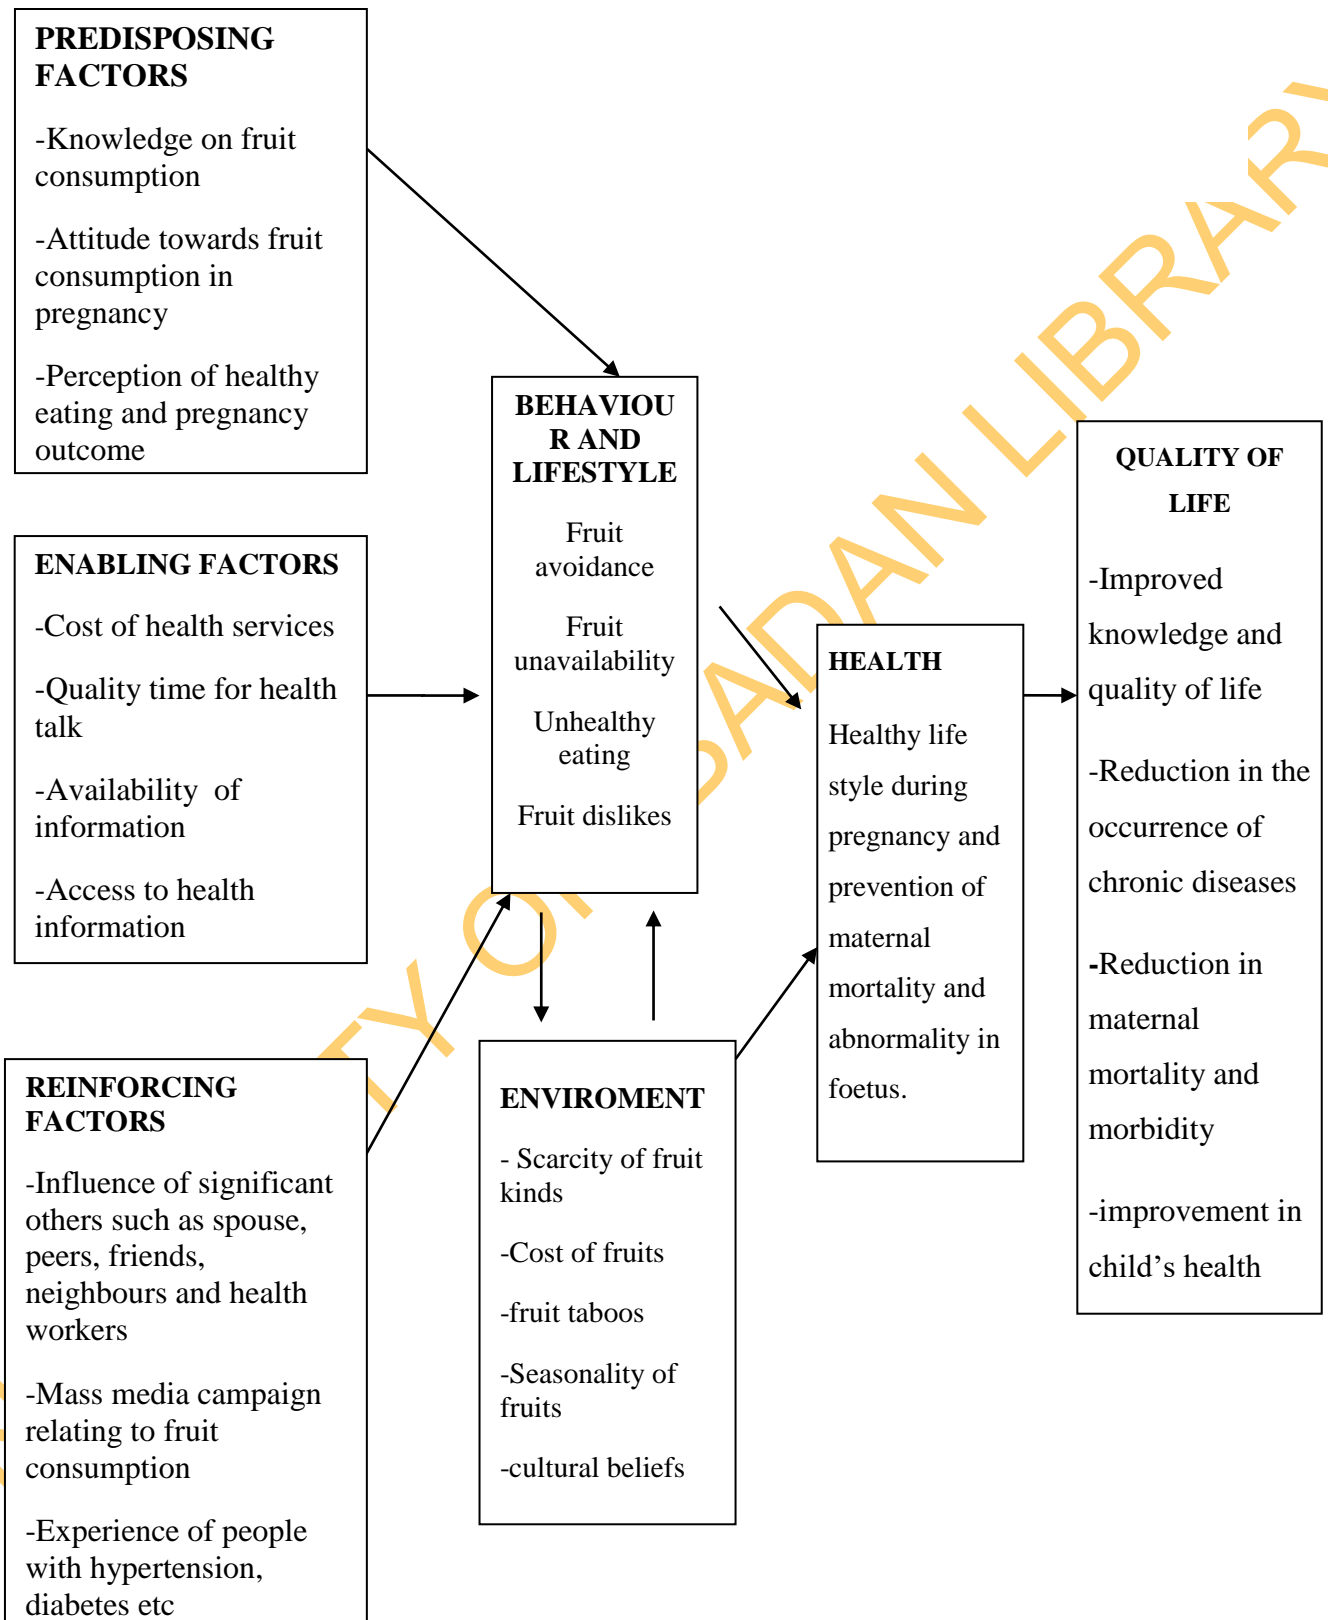 PREDISPOSING
FACTORS
-Knowledge on fruit
consumption
-Attitude towards fruit
consumption in
pregnancy
-Perception of healthy
eating and pregnancy
outcome
ENABLING FACTORS
-Cost of health services
-Quality time for health
talk
-Availability of
information
-Access to health
information
REINFORCING
FACTORS
-Influence of significant
others such as spouse,
peers, friends,
neighbours and health
workers
-Mass media campaign
relating to fruit
consumption
-Experience of people
with hypertension,
diabetes etc
BEHAVIOU
R AND
LIFESTYLE
Fruit
avoidance
Fruit
unavailability
Unhealthy
eating
Fruit dislikes
ENVIROMENT
- Scarcity of fruit
kinds
-Cost of fruits
-fruit taboos
-Seasonality of
fruits
-cultural beliefs
HEALTH
Healthy life
style during
pregnancy and
prevention of
maternal
mortality and
abnormality in
foetus.
QUALITY OF
LIFE
-Improved
knowledge and
quality of life
-Reduction in the
occurrence of
chronic diseases
-Reduction in
maternal
mortality and
morbidity
-improvement in
child’s health
LIBRARY